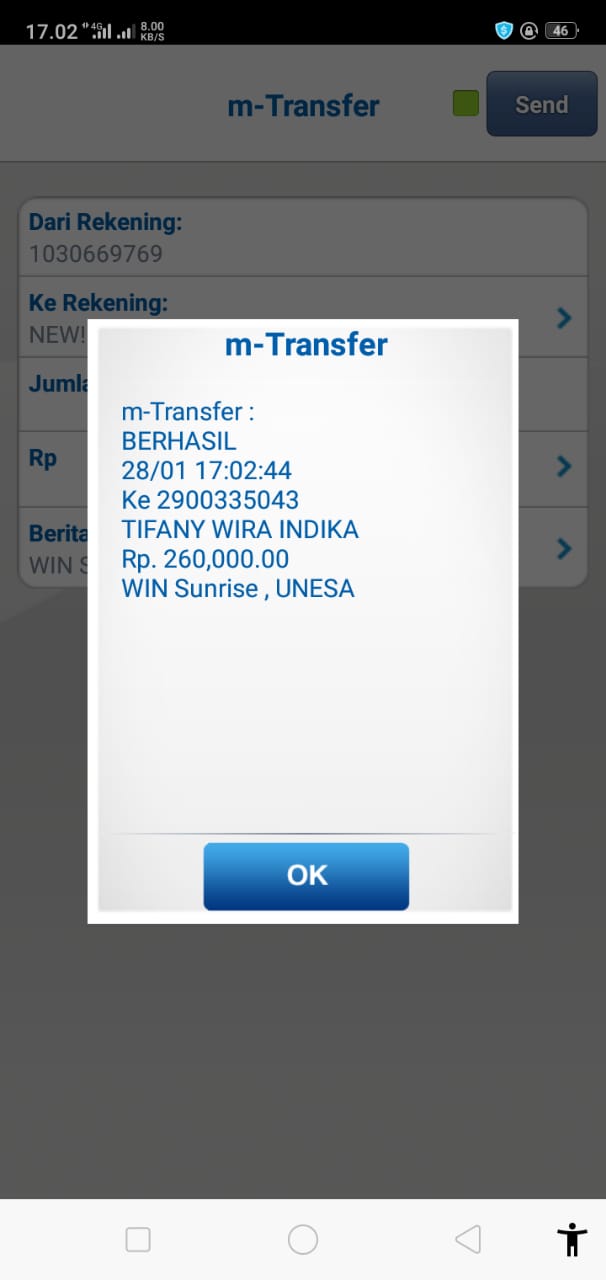 17.02 4G 8.00 KB/S 46
m-Transfer
Send
Dari Rekening:
1030669769
Ke Rekening:
NEW!
Rp
m-Transfer
m-Transfer :
BERHASIL
28/01 17:02:44
Ke 2900335043
TIFANY WIRA INDIKA
Rp. 260,000.00
WIN Sunrise , UNESA
WIN
OK